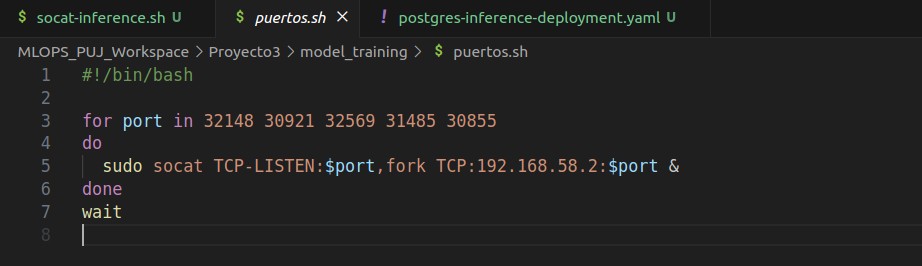 $ socat-inference.sh U $ puertos.sh × ! postgres-inference-deployment.yaml U
MLOPS_PUJ_Workspace > Proyecto3 > model_training > $ puertos.sh
1 #!/bin/bash
2
3 for port in 32148 30921 32569 31485 30855
4 do
5 sudo socat TCP-LISTEN:$port,fork TCP:192.168.58.2:$port &
6 done
7 wait
8